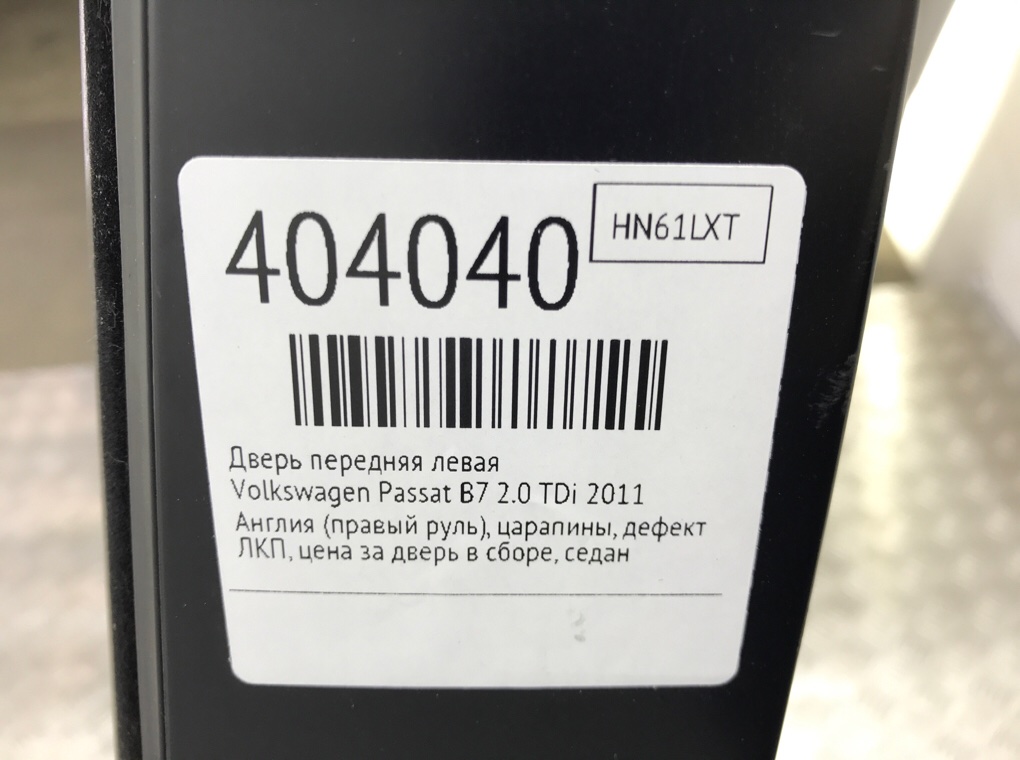 404040
HN61LXT
Дверь передняя левая
Volkswagen Passat B7 2.0 TDi 2011
Англия (правый руль), царапины, дефект
ЛКП, цена за дверь в сборе, седан